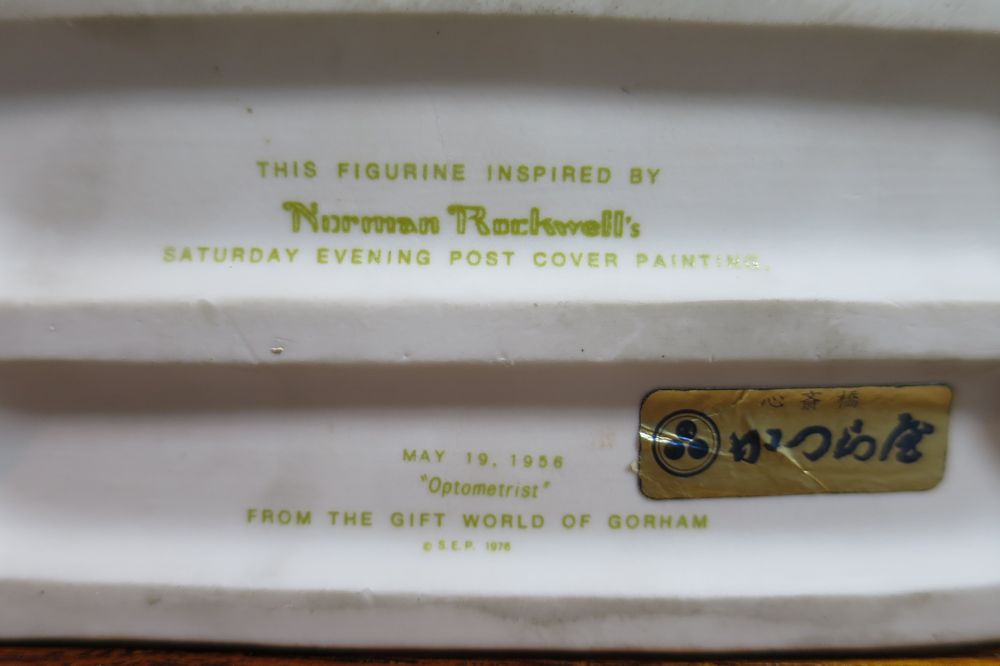 THIS FIGURINE INSPIRED BY
Norman Rockwell's
SATURDAY EVENING POST COVER PAINTING.
MAY 19, 1956
"Optometrist"
FROM THE GIFT WORLD OF GORHAM
© S.E.P. 1976
心斎橋
かつら屋